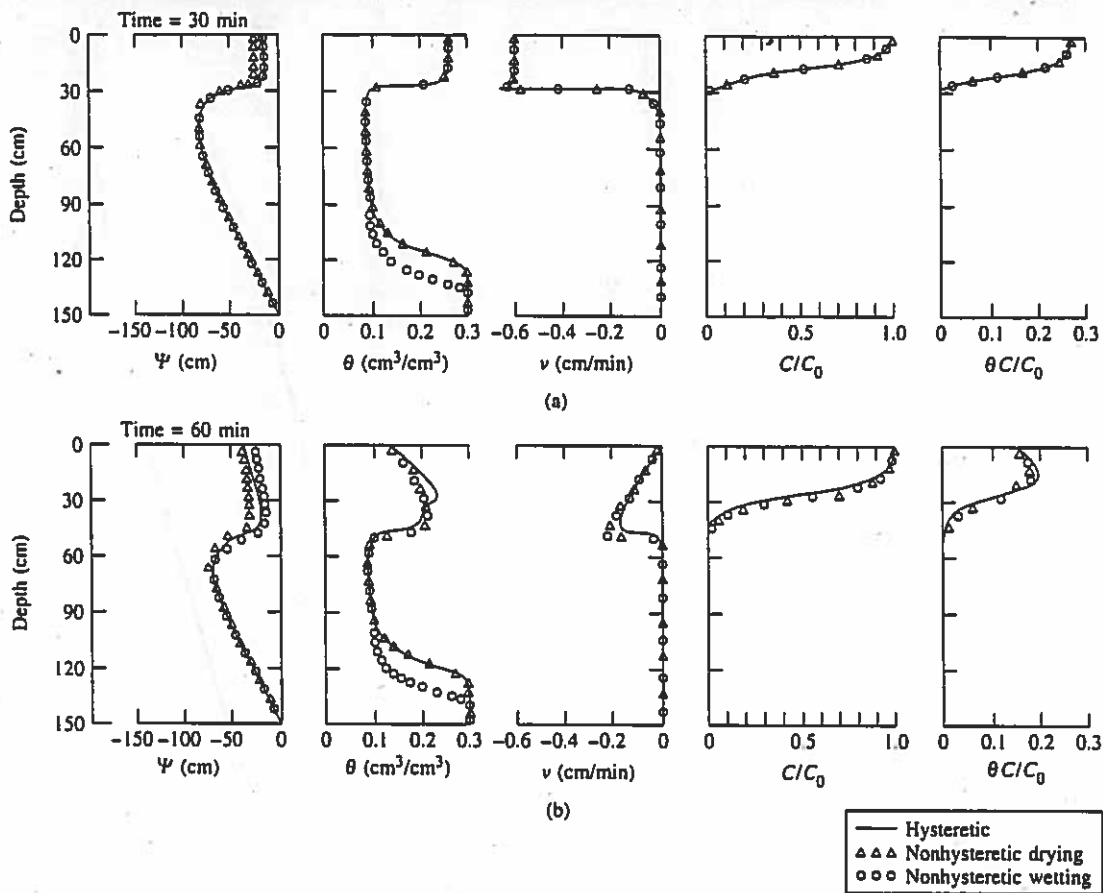 Time = 30 min
0
30
60
90
120
150
Depth (cm)
−150 −100 −50 0
Ψ (cm)
0 0.1 0.2 0.3
θ (cm³/cm³)
−0.6 −0.4 −0.2 0
ν (cm/min)
0 0.5 1.0
C/C₀
0 0.1 0.2 0.3
θC/C₀
(a)
Time = 60 min
0
30
60
90
120
150
Depth (cm)
−150 −100 −50 0
Ψ (cm)
0 0.1 0.2 0.3
θ (cm³/cm³)
−0.6 −0.4 −0.2 0
ν (cm/min)
0 0.5 1.0
C/C₀
0 0.1 0.2 0.3
θC/C₀
(b)
Hysteretic
Nonhysteretic drying
Nonhysteretic wetting